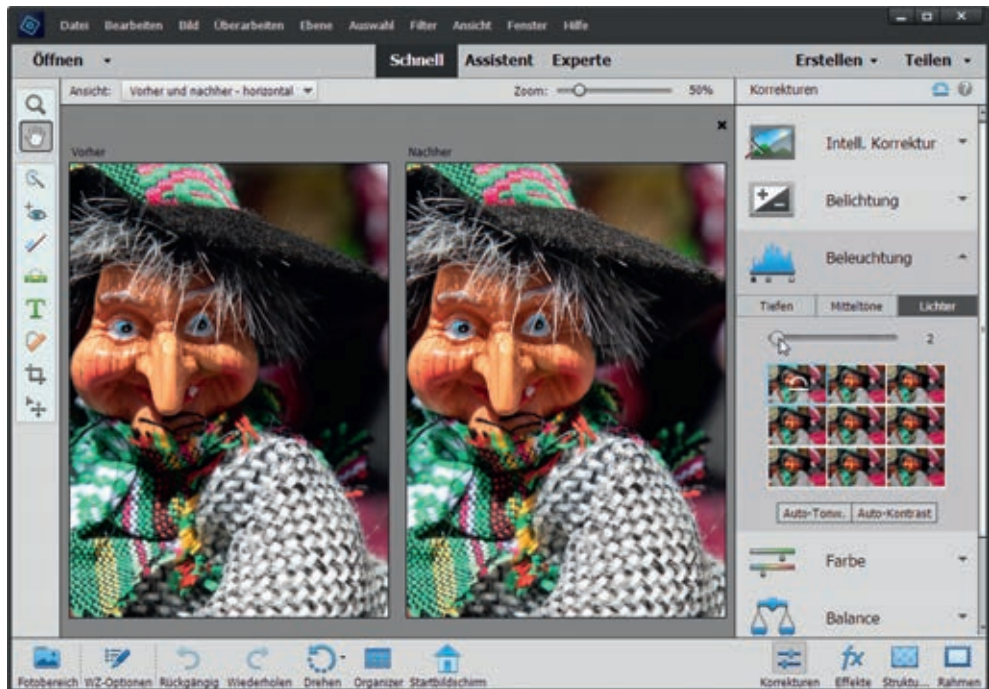 Datei Bearbeiten Bild Überarbeiten Ebene Auswahl Filter Ansicht Fenster Hilfe
Öffnen Schnell Assistent Experte Erstellen Teilen
Ansicht: Vorher und nachher - horizontal Zoom: 50% Korrekturen
Vorher Nachher
Intell. Korrektur
Belichtung
Beleuchtung
Tiefen Mitteltöne Lichter
2
Auto-Tonw. Auto-Kontrast
Farbe
Balance
Fotobereich WZ-Optionen Rückgängig Wiederholen Drehen Organizer Startbildschirm Korrekturen Effekte Struktu... Rahmen